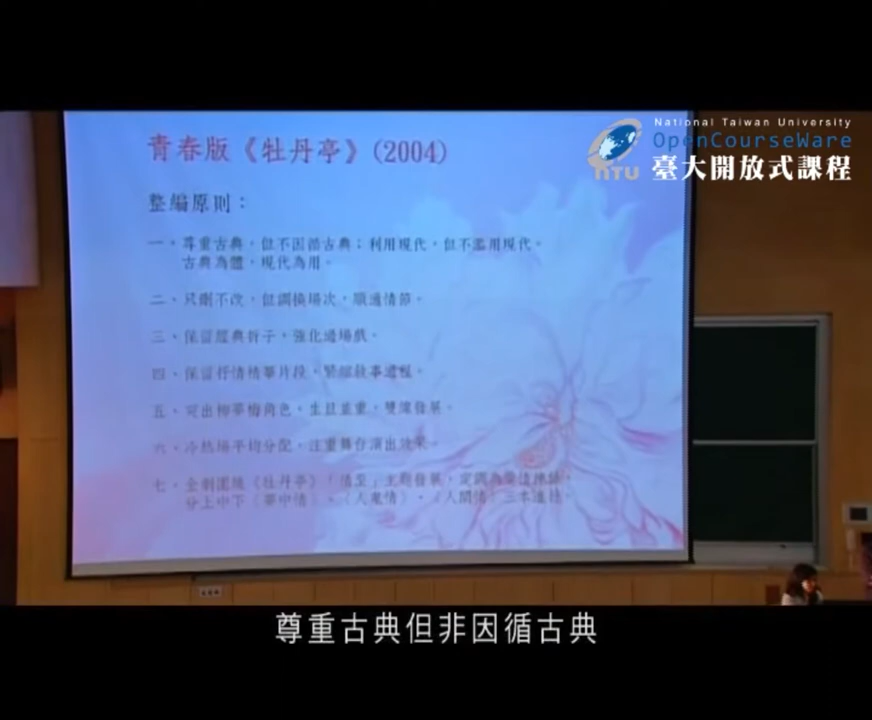 National Taiwan University
OpenCourseWare
NTU
臺大開放式課程
青春版《牡丹亭》(2004)
整編原則：
一、尊重古典，但不因循古典；利用現代，但不濫用現代。
古典為體，現代為用。
二、只刪不改，但調換場次，順適情節。
三、保留經典折子，強化過場戲。
四、保留抒情精華片段，緊縮敘事過程。
五、突出柳夢梅角色，生旦並重，雙線發展。
六、冷熱場平均分配，注重舞台演出效果。
七、全劇圍繞《牡丹亭》「情至」主題發展，定調為
分上中下《夢中情》、《人鬼情》、《人間情》三本進行。
尊重古典但非因循古典